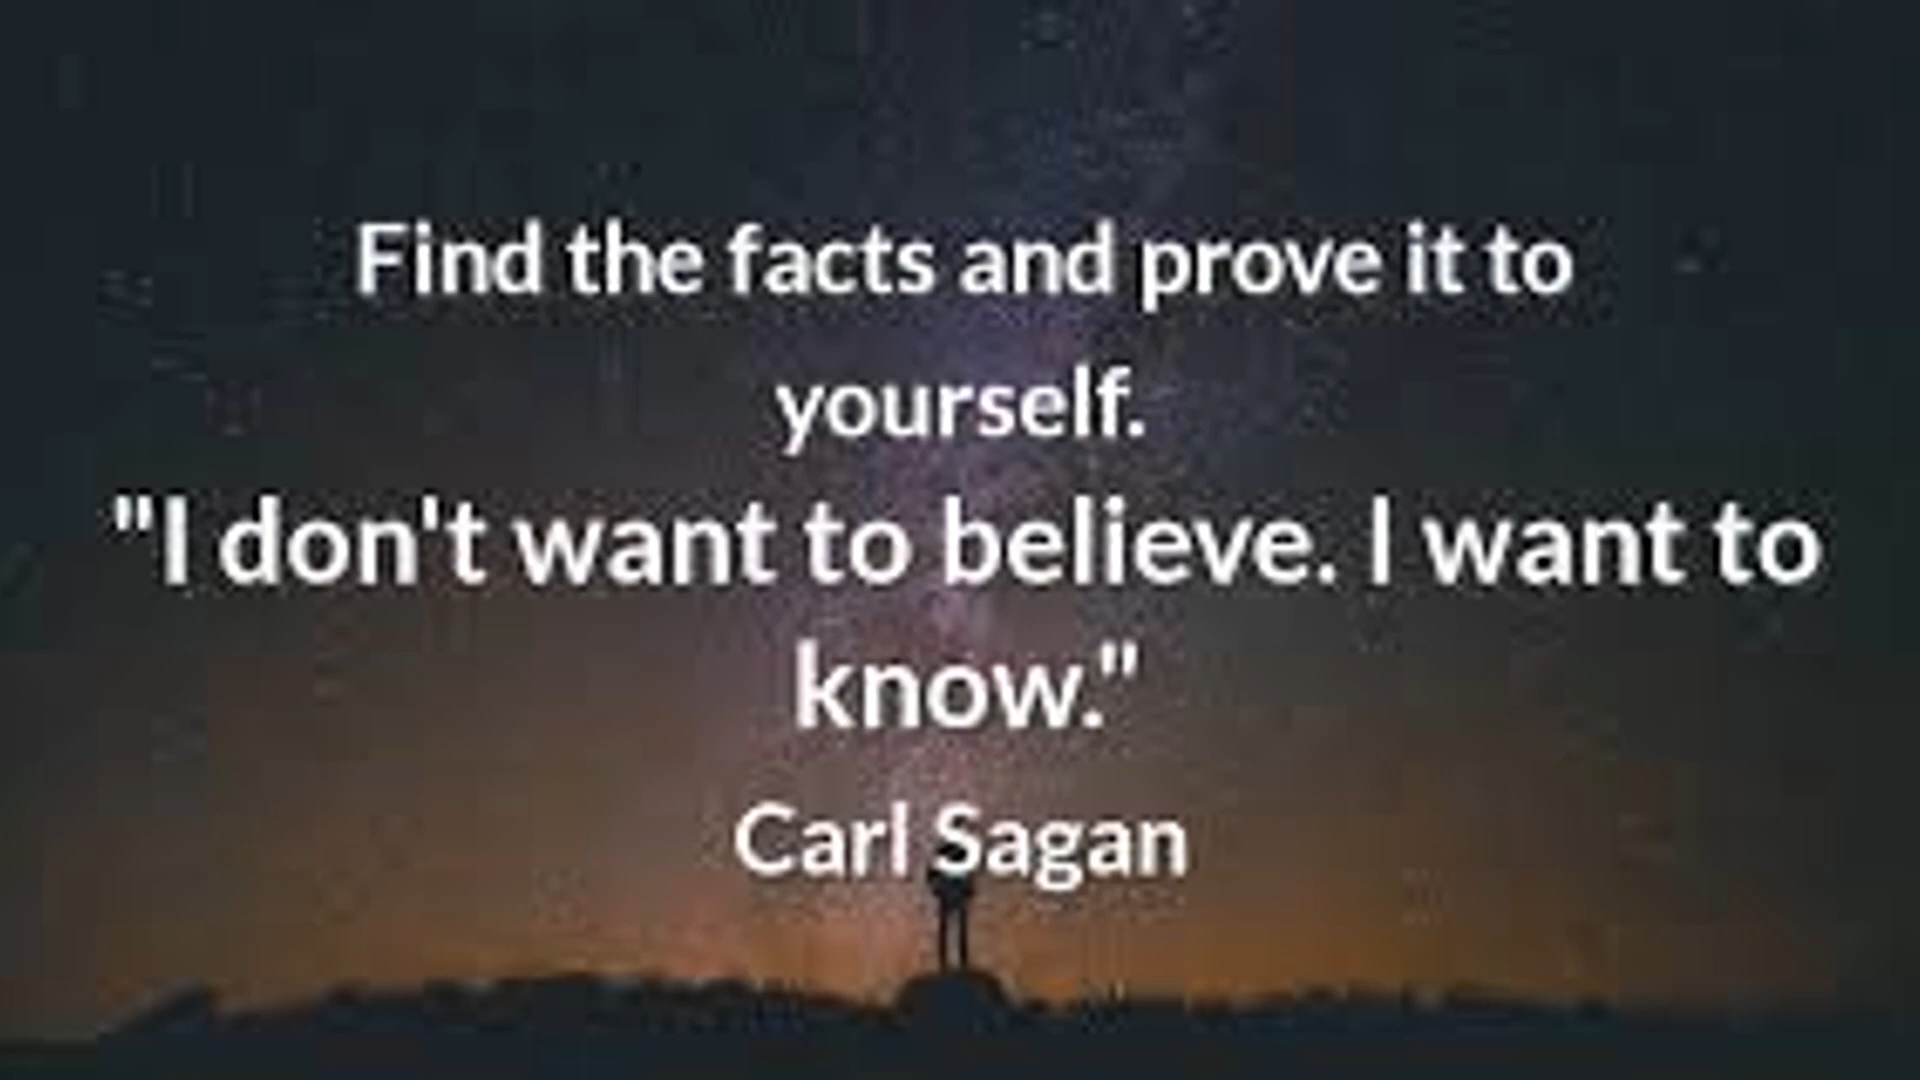 Find the facts and prove it to
yourself.
"I don't want to believe. I want to
know."
Carl Sagan